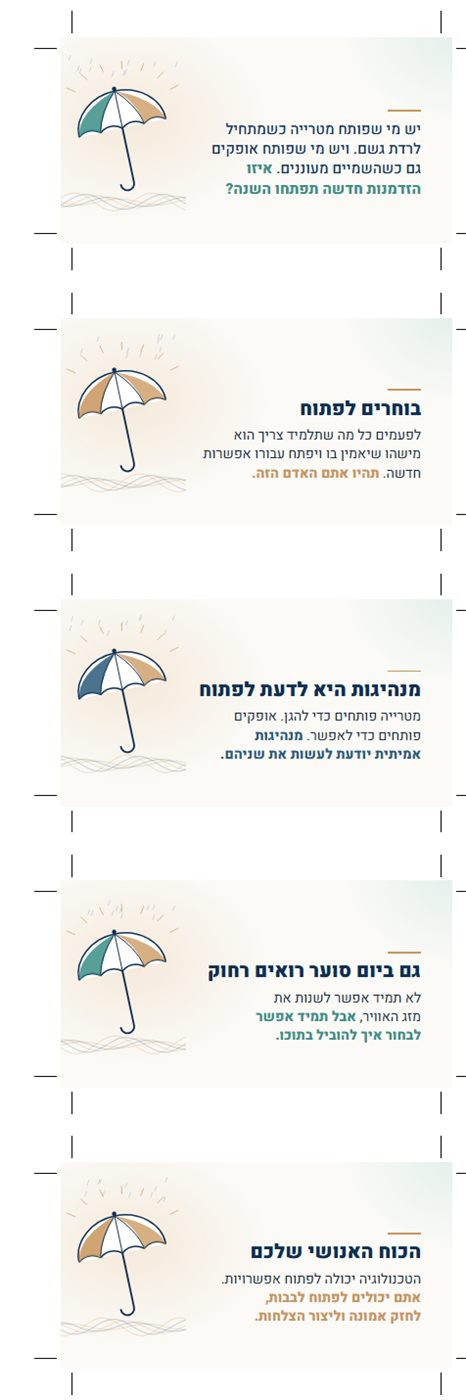 יש מי שפותח מטרייה כשמתחיל
לרדת גשם. ויש מי שפותח אופקים
גם כשהשמיים מעוננים. איזו
הזדמנות חדשה תפתחו השנה?
בוחרים לפתוח
לפעמים כל מה שתלמיד צריך הוא
מישהו שיאמין בו ויפתח עבורו אפשרות
חדשה. תהיו אתם האדם הזה.
מנהיגות היא לדעת לפתוח
מטרייה פותחים כדי להגן. אופקים
פותחים כדי לאפשר. מנהיגות
אמיתית יודעת לעשות את שניהם.
גם ביום סוער רואים רחוק
לא תמיד אפשר לשנות את
מזג האוויר, אבל תמיד אפשר
לבחור איך להוביל בתוכו.
הכוח האנושי שלכם
הטכנולוגיה יכולה לפתוח אפשרויות.
אתם יכולים לפתוח לבבות,
לחזק אמונה וליצור הצלחות.